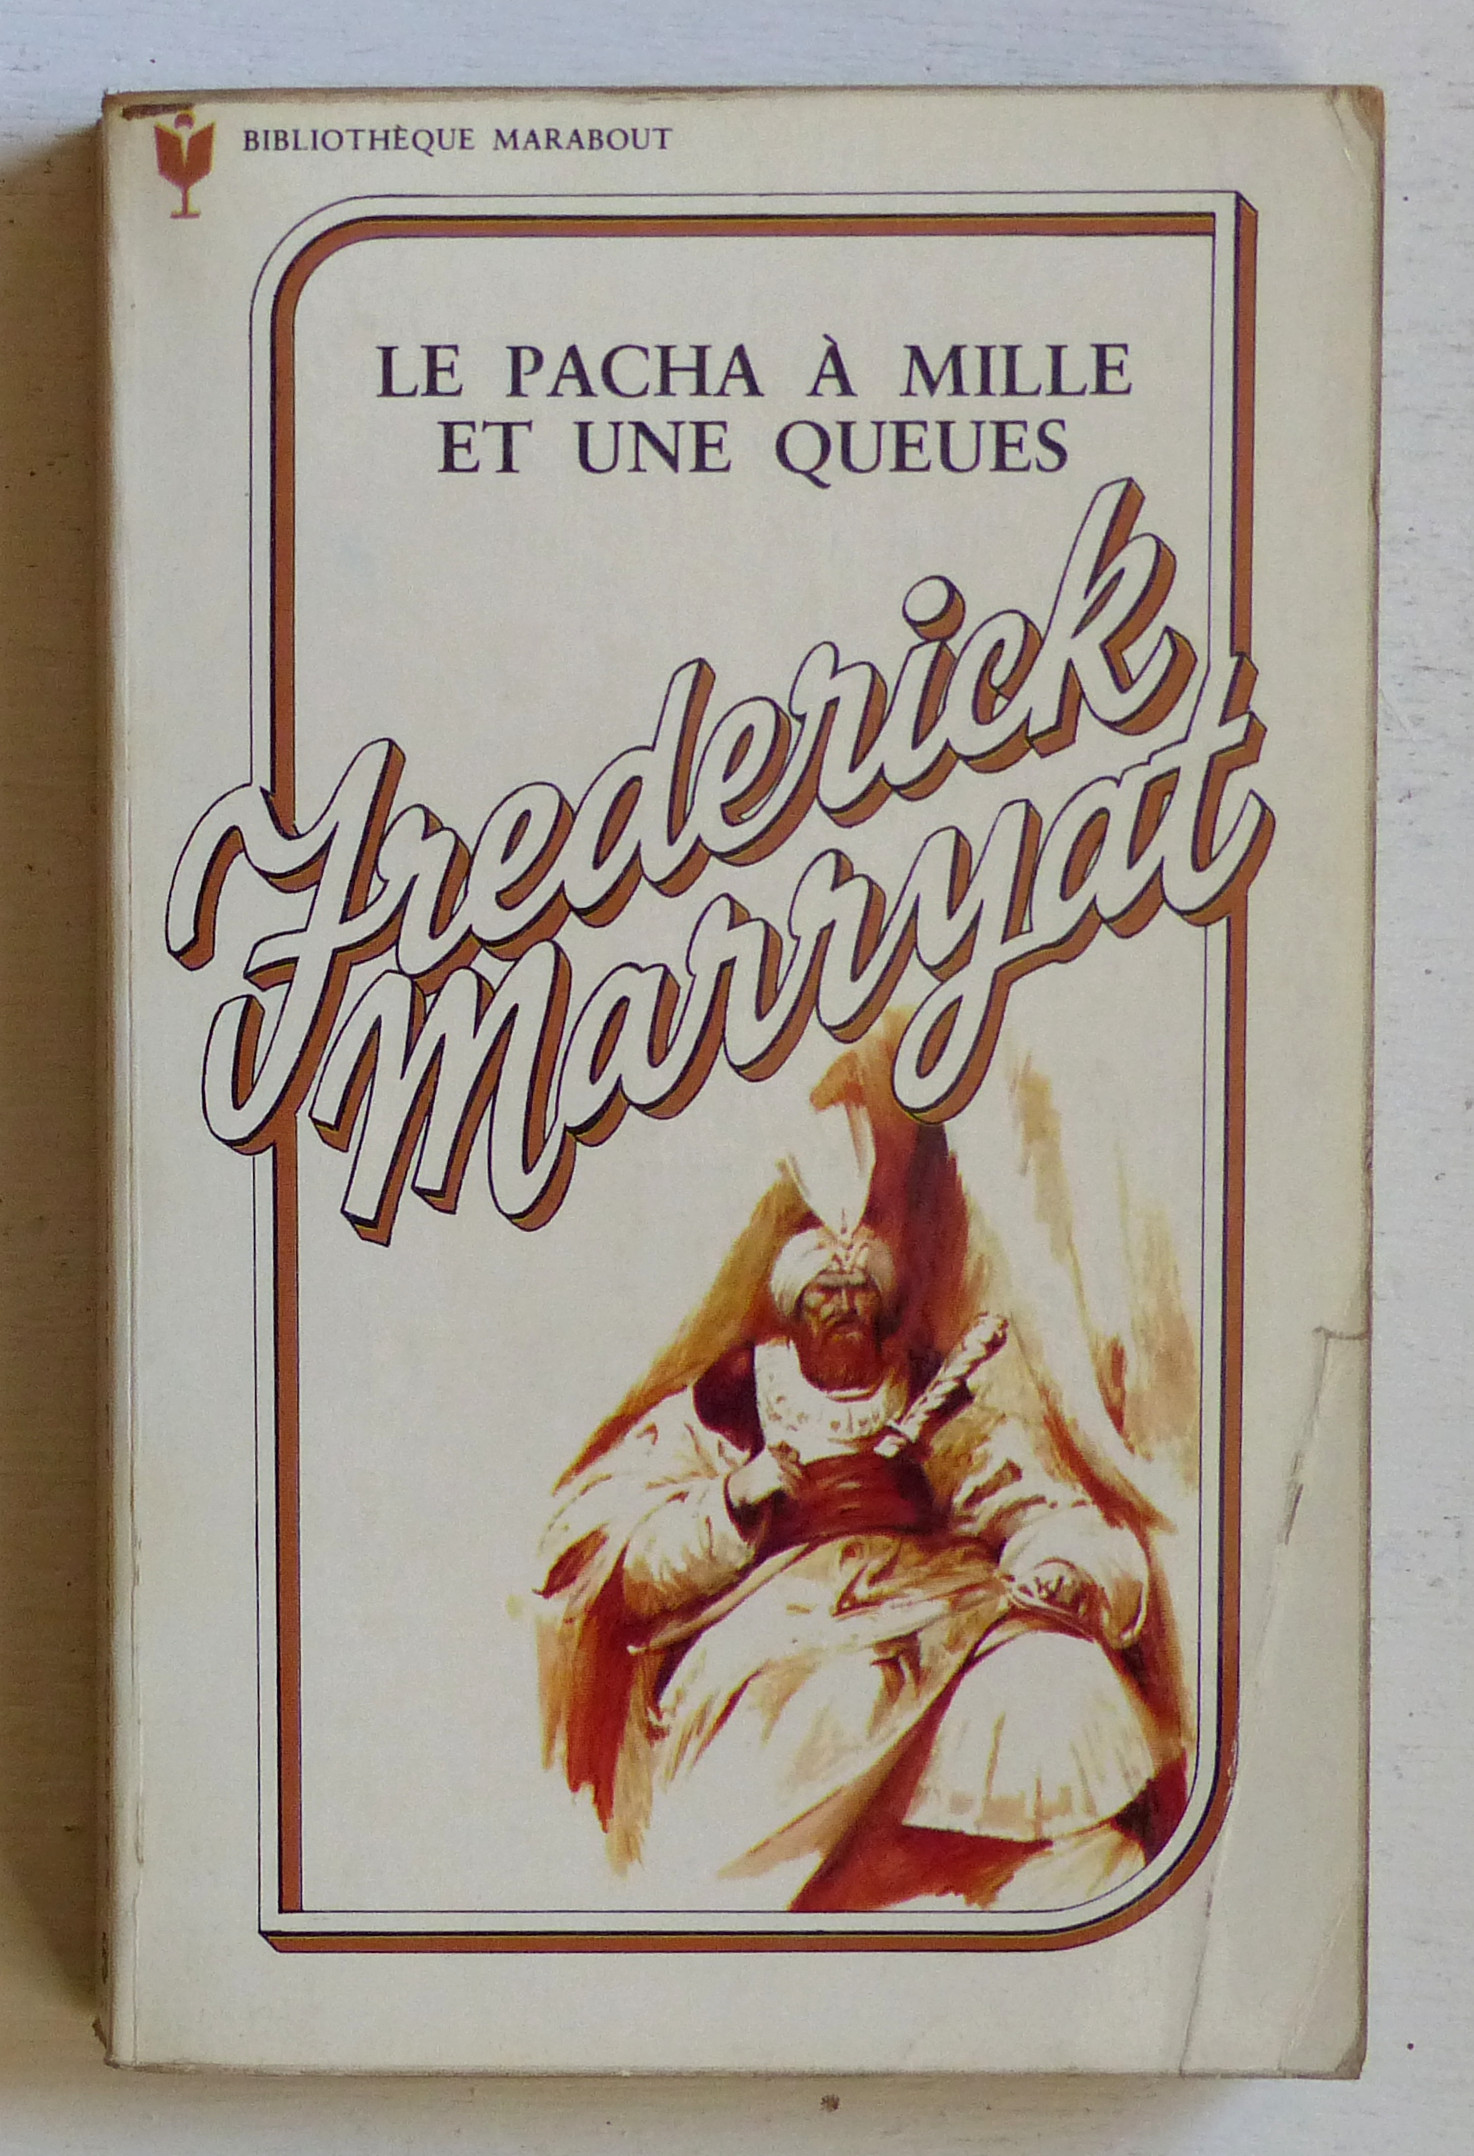 BIBLIOTHÈQUE MARABOUT
LE PACHA À MILLE
ET UNE QUEUES
Frederick
Marryat